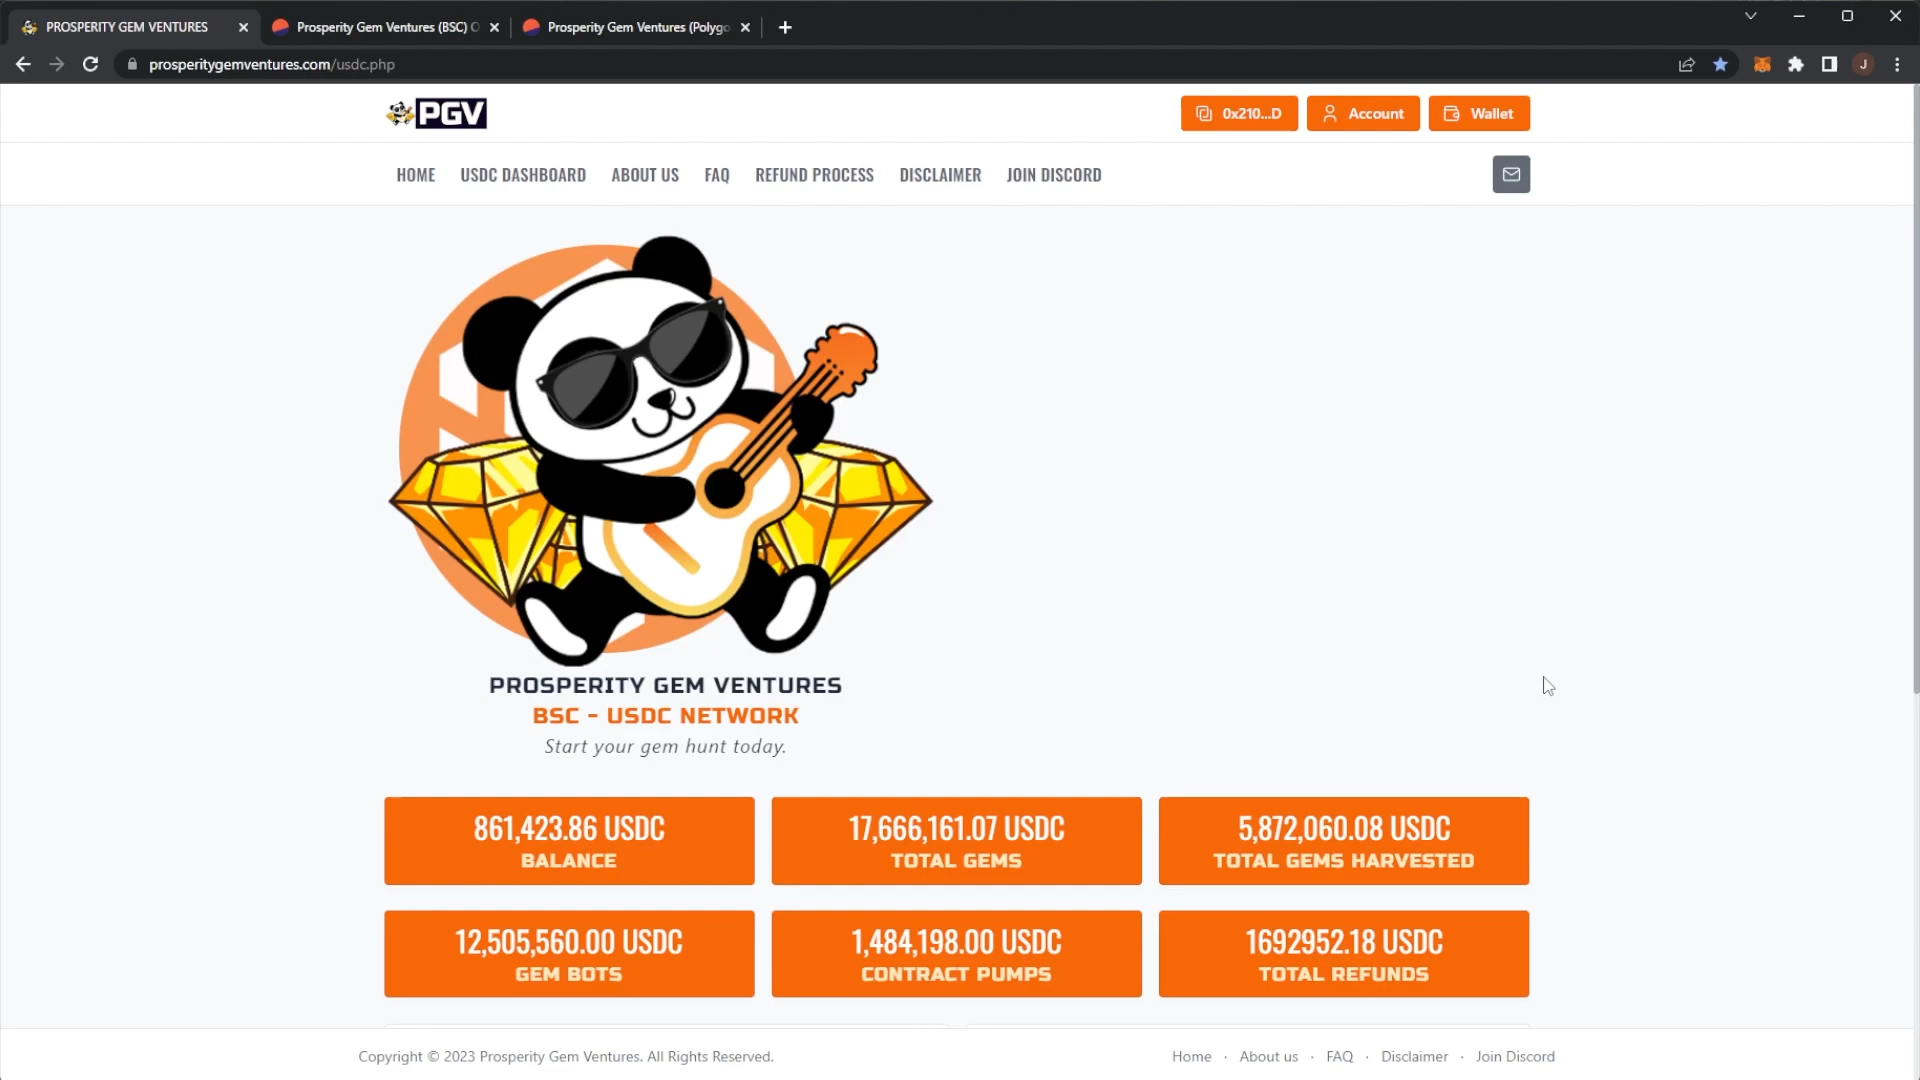 PROSPERITY GEM VENTURES
Prosperity Gem Ventures (BSC)
Prosperity Gem Ventures (Polygo
prosperitygemventures.com/usdc.php
J
PGV
0x210...D
Account
Wallet
HOME
USDC DASHBOARD
ABOUT US
FAQ
REFUND PROCESS
DISCLAIMER
JOIN DISCORD
PROSPERITY GEM VENTURES
BSC - USDC NETWORK
Start your gem hunt today.
861,423.86 USDC
BALANCE
17,666,161.07 USDC
TOTAL GEMS
5,872,060.08 USDC
TOTAL GEMS HARVESTED
12,505,560.00 USDC
GEM BOTS
1,484,198.00 USDC
CONTRACT PUMPS
1692952.18 USDC
TOTAL REFUNDS
Copyright © 2023 Prosperity Gem Ventures. All Rights Reserved.
Home · About us · FAQ · Disclaimer · Join Discord